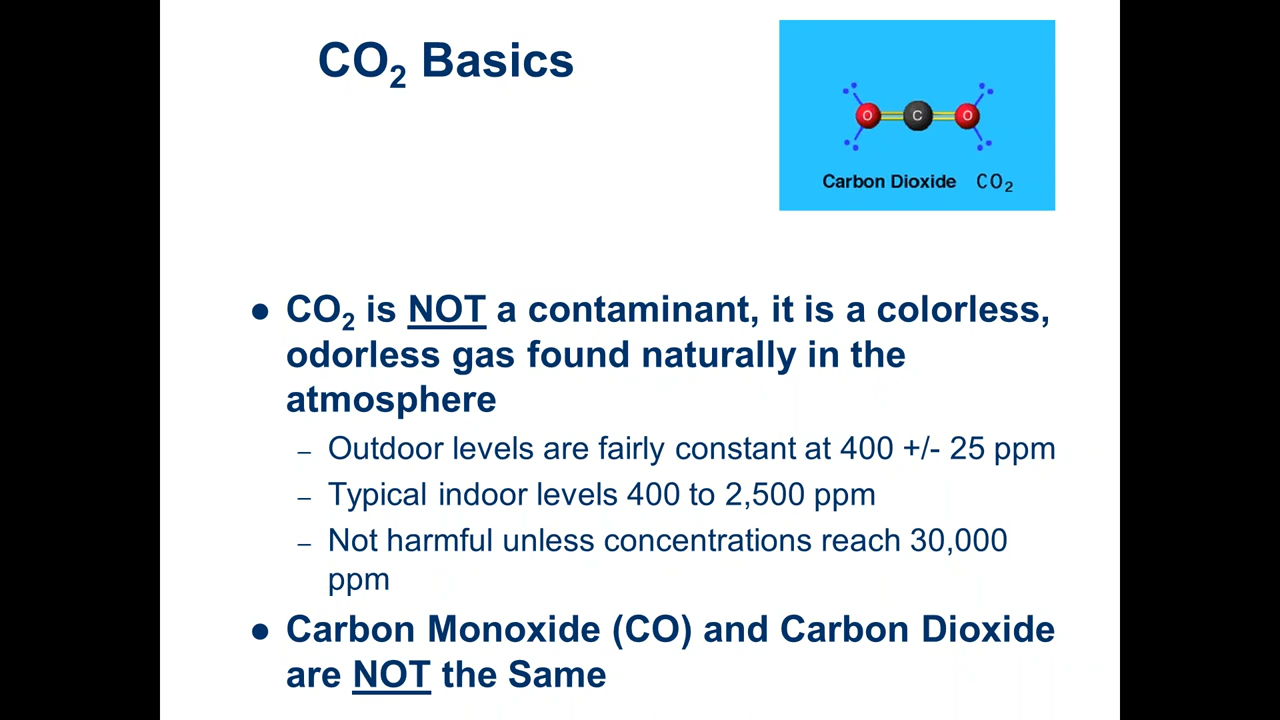 CO₂ Basics
O C O
Carbon Dioxide CO₂
● CO₂ is NOT a contaminant, it is a colorless,
odorless gas found naturally in the
atmosphere
– Outdoor levels are fairly constant at 400 +/- 25 ppm
– Typical indoor levels 400 to 2,500 ppm
– Not harmful unless concentrations reach 30,000
ppm
● Carbon Monoxide (CO) and Carbon Dioxide
are NOT the Same